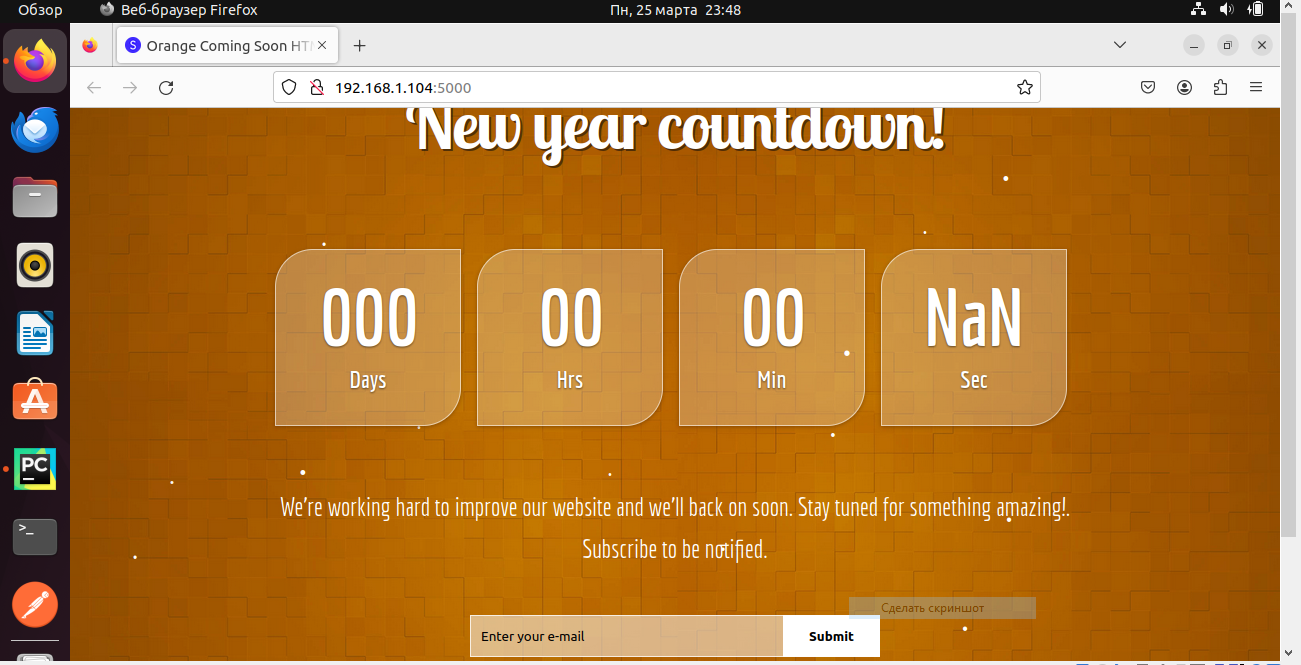 Обзор
Веб-браузер Firefox
Пн, 25 марта 23:48
S
Orange Coming Soon HT
192.168.1.104:5000
New year countdown!
000
00
00
NaN
Days
Hrs
Min
Sec
We're working hard to improve our website and we'll back on soon. Stay tuned for something amazing!.
Subscribe to be notified.
Сделать скриншот
Enter your e-mail
Submit
PC
>_